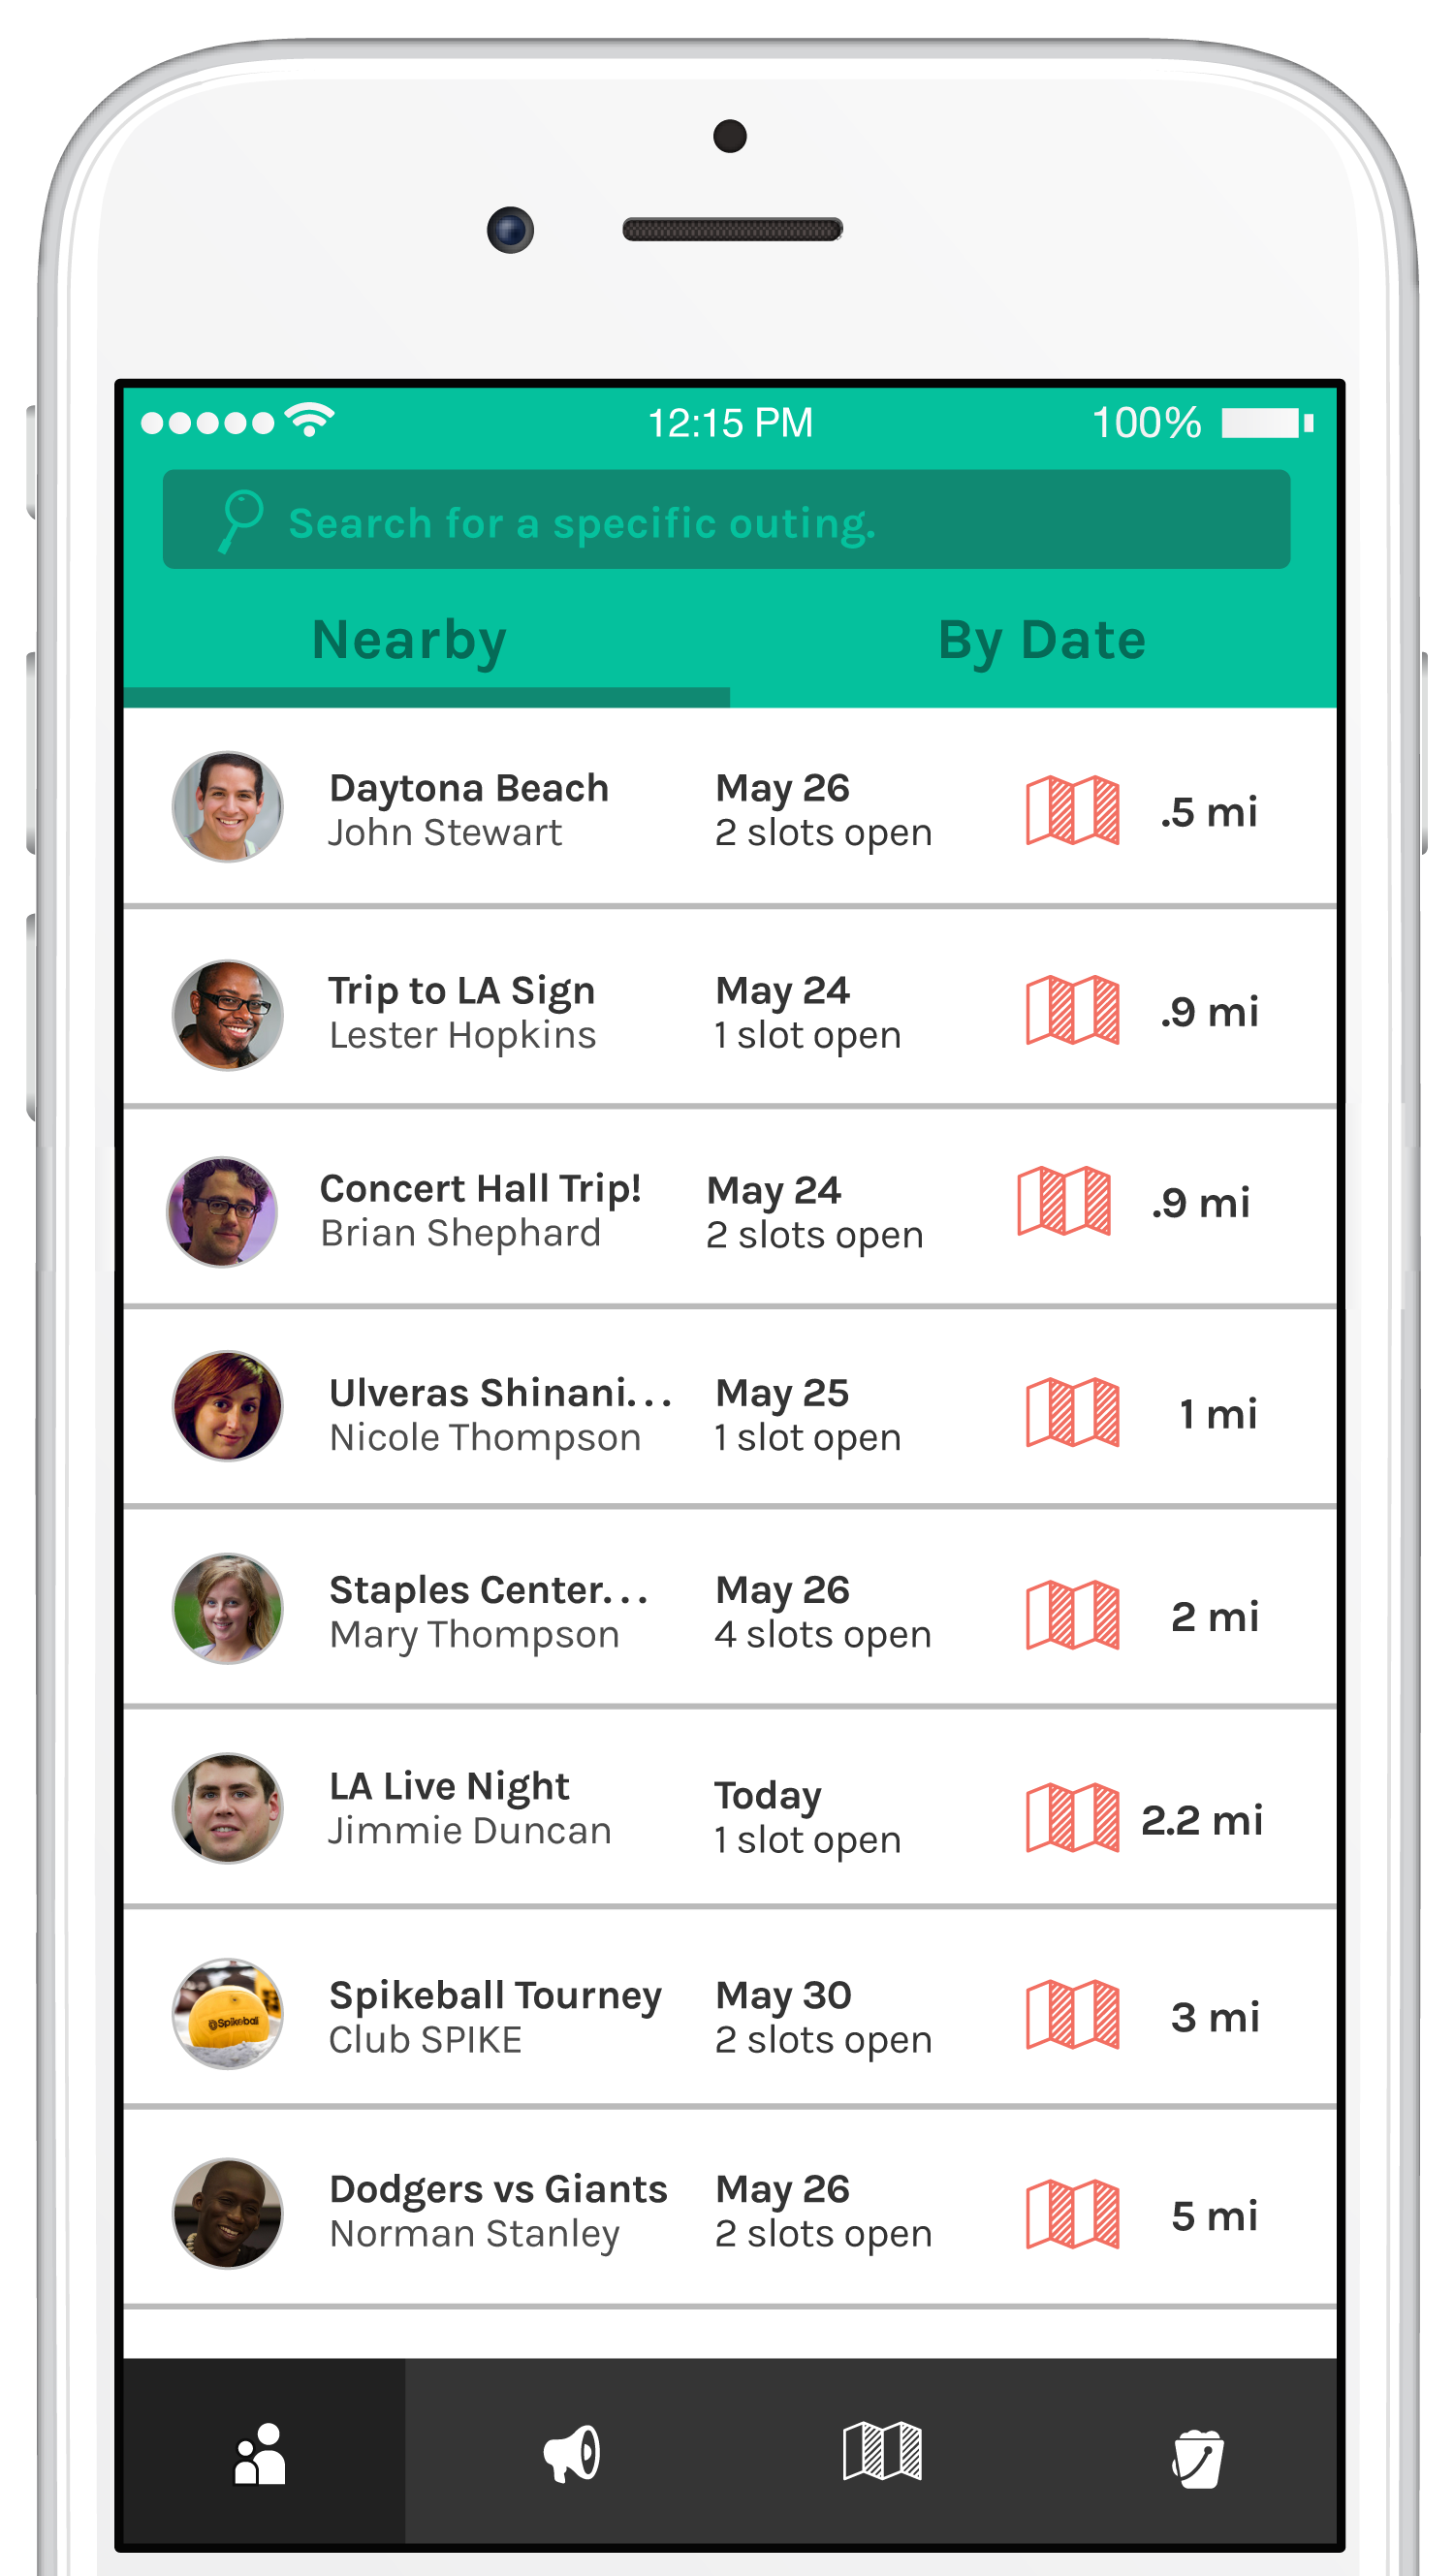 12:15 PM 100%
Search for a specific outing.
Nearby By Date
Daytona Beach May 26
John Stewart 2 slots open
.5 mi
Trip to LA Sign May 24
Lester Hopkins 1 slot open
.9 mi
Concert Hall Trip! May 24
Brian Shephard 2 slots open
.9 mi
Ulveras Shinani... May 25
Nicole Thompson 1 slot open
1 mi
Staples Center... May 26
Mary Thompson 4 slots open
2 mi
LA Live Night Today
Jimmie Duncan 1 slot open
2.2 mi
Spikeball
Spikeball Tourney May 30
Club SPIKE 2 slots open
3 mi
Dodgers vs Giants May 26
Norman Stanley 2 slots open
5 mi